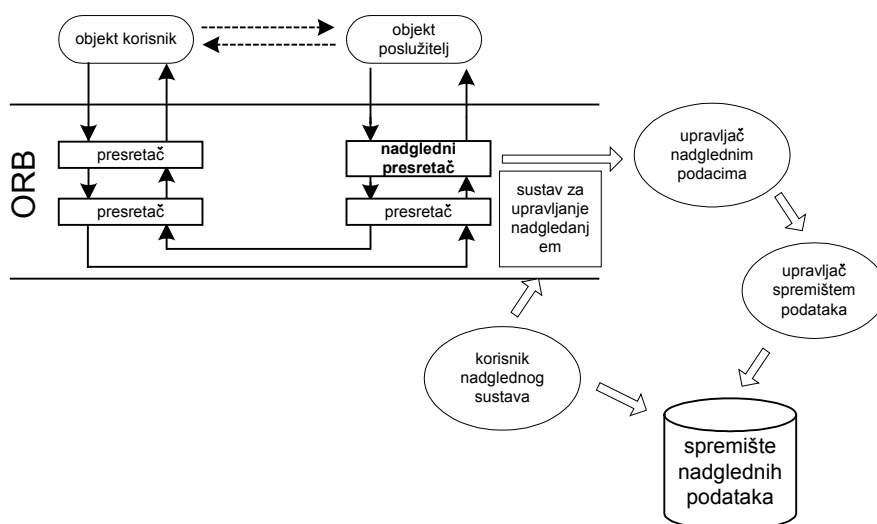 objekt korisnik
objekt
poslužitelj
ORB
presretač
nadgledni
presretač
presretač
presretač
sustav za
upravljanje
nadgledanj
em
upravljač
nadglednim
podacima
upravljač
spremištem
podataka
korisnik
nadglednog
sustava
spremište
nadglednih
podataka